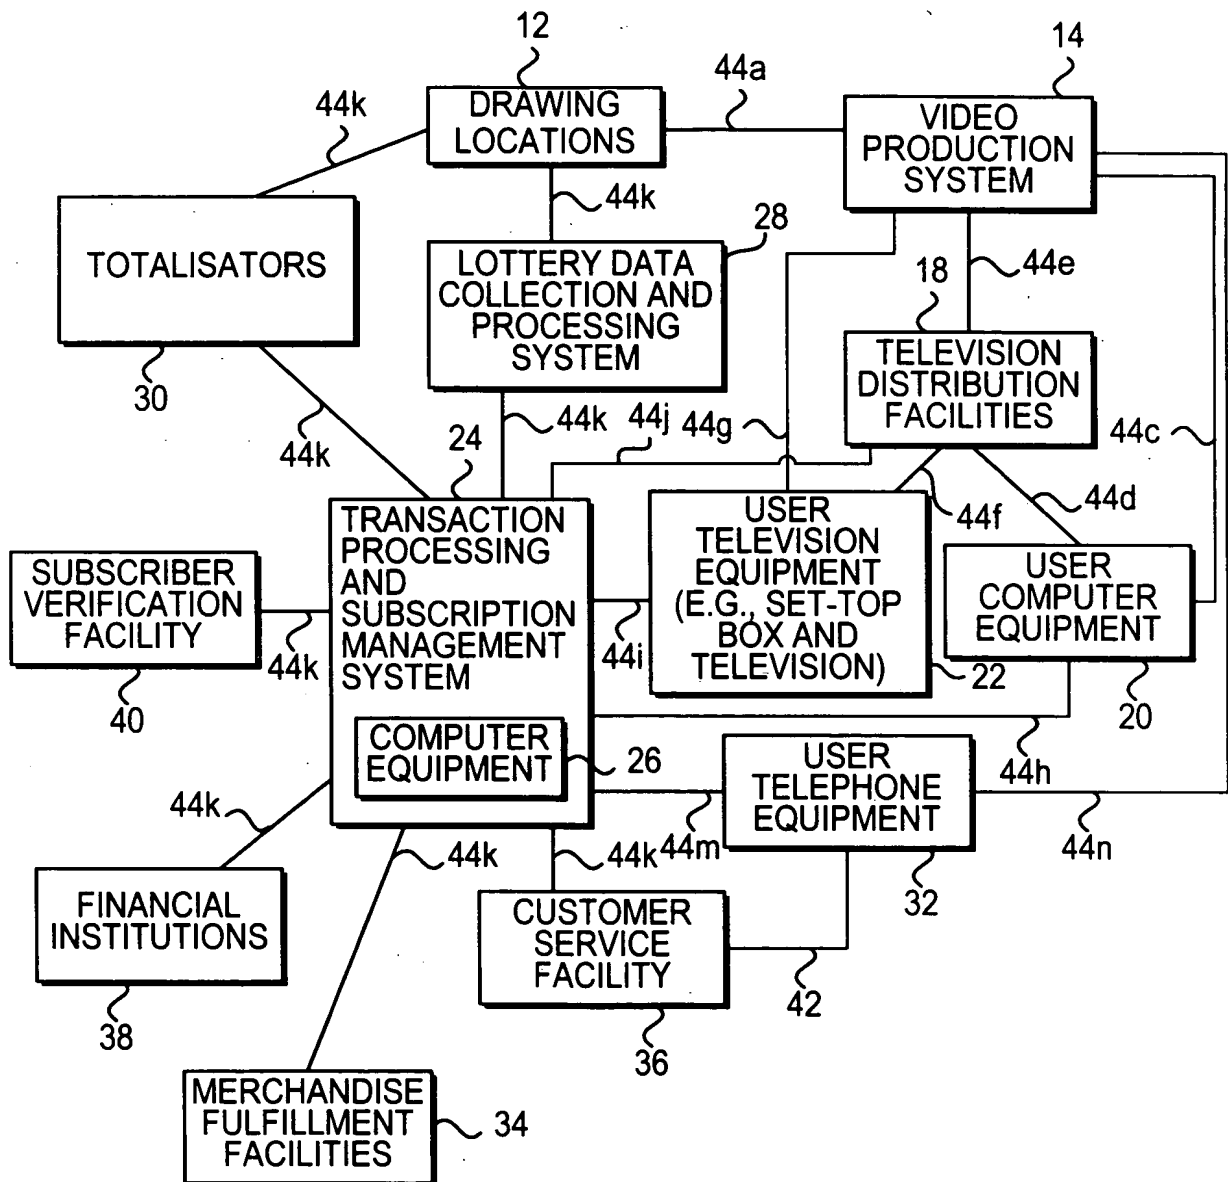 12
14
44a
44k
DRAWING
LOCATIONS
VIDEO
PRODUCTION
SYSTEM
44k
28
TOTALISATORS
LOTTERY DATA
COLLECTION AND
PROCESSING
SYSTEM
18
44e
TELEVISION
DISTRIBUTION
FACILITIES
30
44k
24
44k
44j
44g
44c
44f
44d
TRANSACTION
PROCESSING
AND
SUBSCRIPTION
MANAGEMENT
SYSTEM
USER
TELEVISION
EQUIPMENT
(E.G., SET-TOP
BOX AND
TELEVISION)
USER
COMPUTER
EQUIPMENT
SUBSCRIBER
VERIFICATION
FACILITY
44k
44i
22
20
40
COMPUTER
EQUIPMENT
26
USER
TELEPHONE
EQUIPMENT
44h
44k
44k
44k
44m
44n
32
FINANCIAL
INSTITUTIONS
CUSTOMER
SERVICE
FACILITY
42
38
36
MERCHANDISE
FULFILLMENT
FACILITIES
34